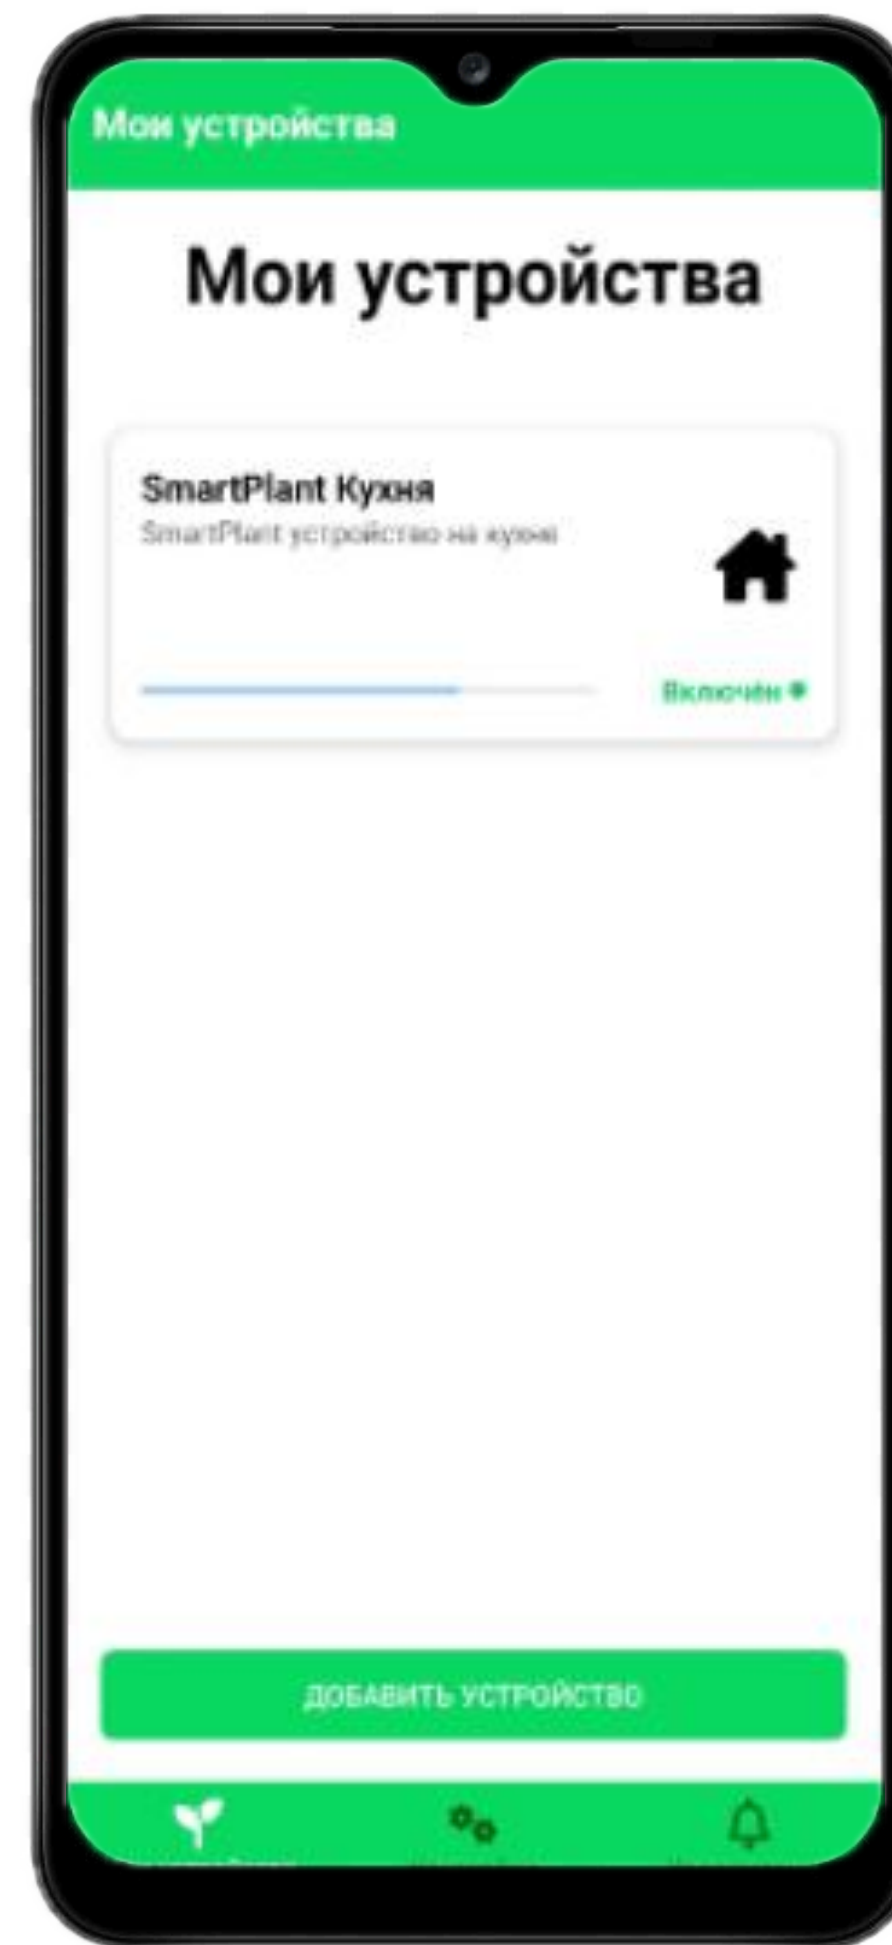 Мои устройства
Мои устройства
SmartPlant Кухня
SmartPlant устройство на кухне
Включён
ДОБАВИТЬ УСТРОЙСТВО